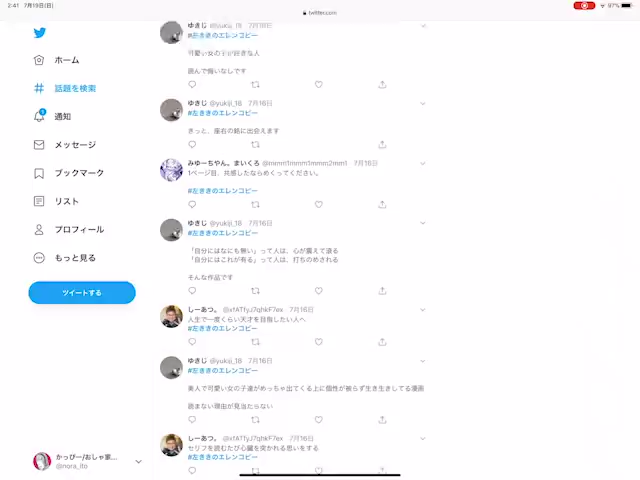 2:41 7月19日(日)
97%
twitter.com
ホーム
話題を検索
通知
メッセージ
ブックマーク
リスト
プロフィール
もっと見る
ツイートする
かっぴー/おしゃ家...
@nora_ito
ゆきじ @yukiji_18 7月16日
#左ききのエレンコピー
可愛い女の子が好きな人
読んで損いなしです
ゆきじ @yukiji_18 7月16日
#左ききのエレンコピー
きっと、座右の銘に出会えます
みゆーちゃん。まいくろ @mmm1mmm1mmm2mm1 7月16日
1ページ目、共感したならめくってください。
#左ききのエレンコピー
ゆきじ @yukiji_18 7月16日
#左ききのエレンコピー
「自分にはなにも無い」って人は、心が震えて滾る
「自分にはこれが有る」って人は、打ちのめされる
そんな作品です
しーあつ。 @xfATfyJ7qhkF7ex 7月16日
人生で一度くらい天才を目指したい人へ
#左ききのエレンコピー
ゆきじ @yukiji_18 7月16日
#左ききのエレンコピー
美人で可愛い女の子達がめっちゃ出てくる上に個性が被らず生き生きしてる漫画
読まない理由が見当たらない
しーあつ。 @xfATfyJ7qhkF7ex 7月16日
セリフを読むたび心臓を突かれる思いをする
#左ききのエレンコピー